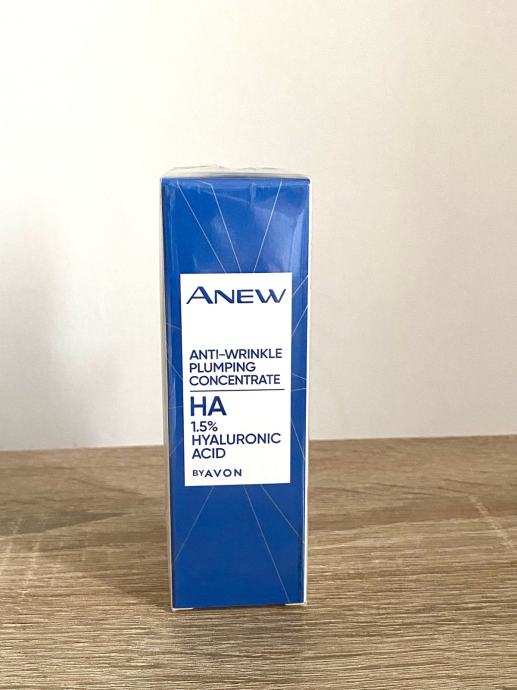 ANEW
ANTI-WRINKLE
PLUMPING
CONCENTRATE
HA
1.5%
HYALURONIC
ACID
BY AVON